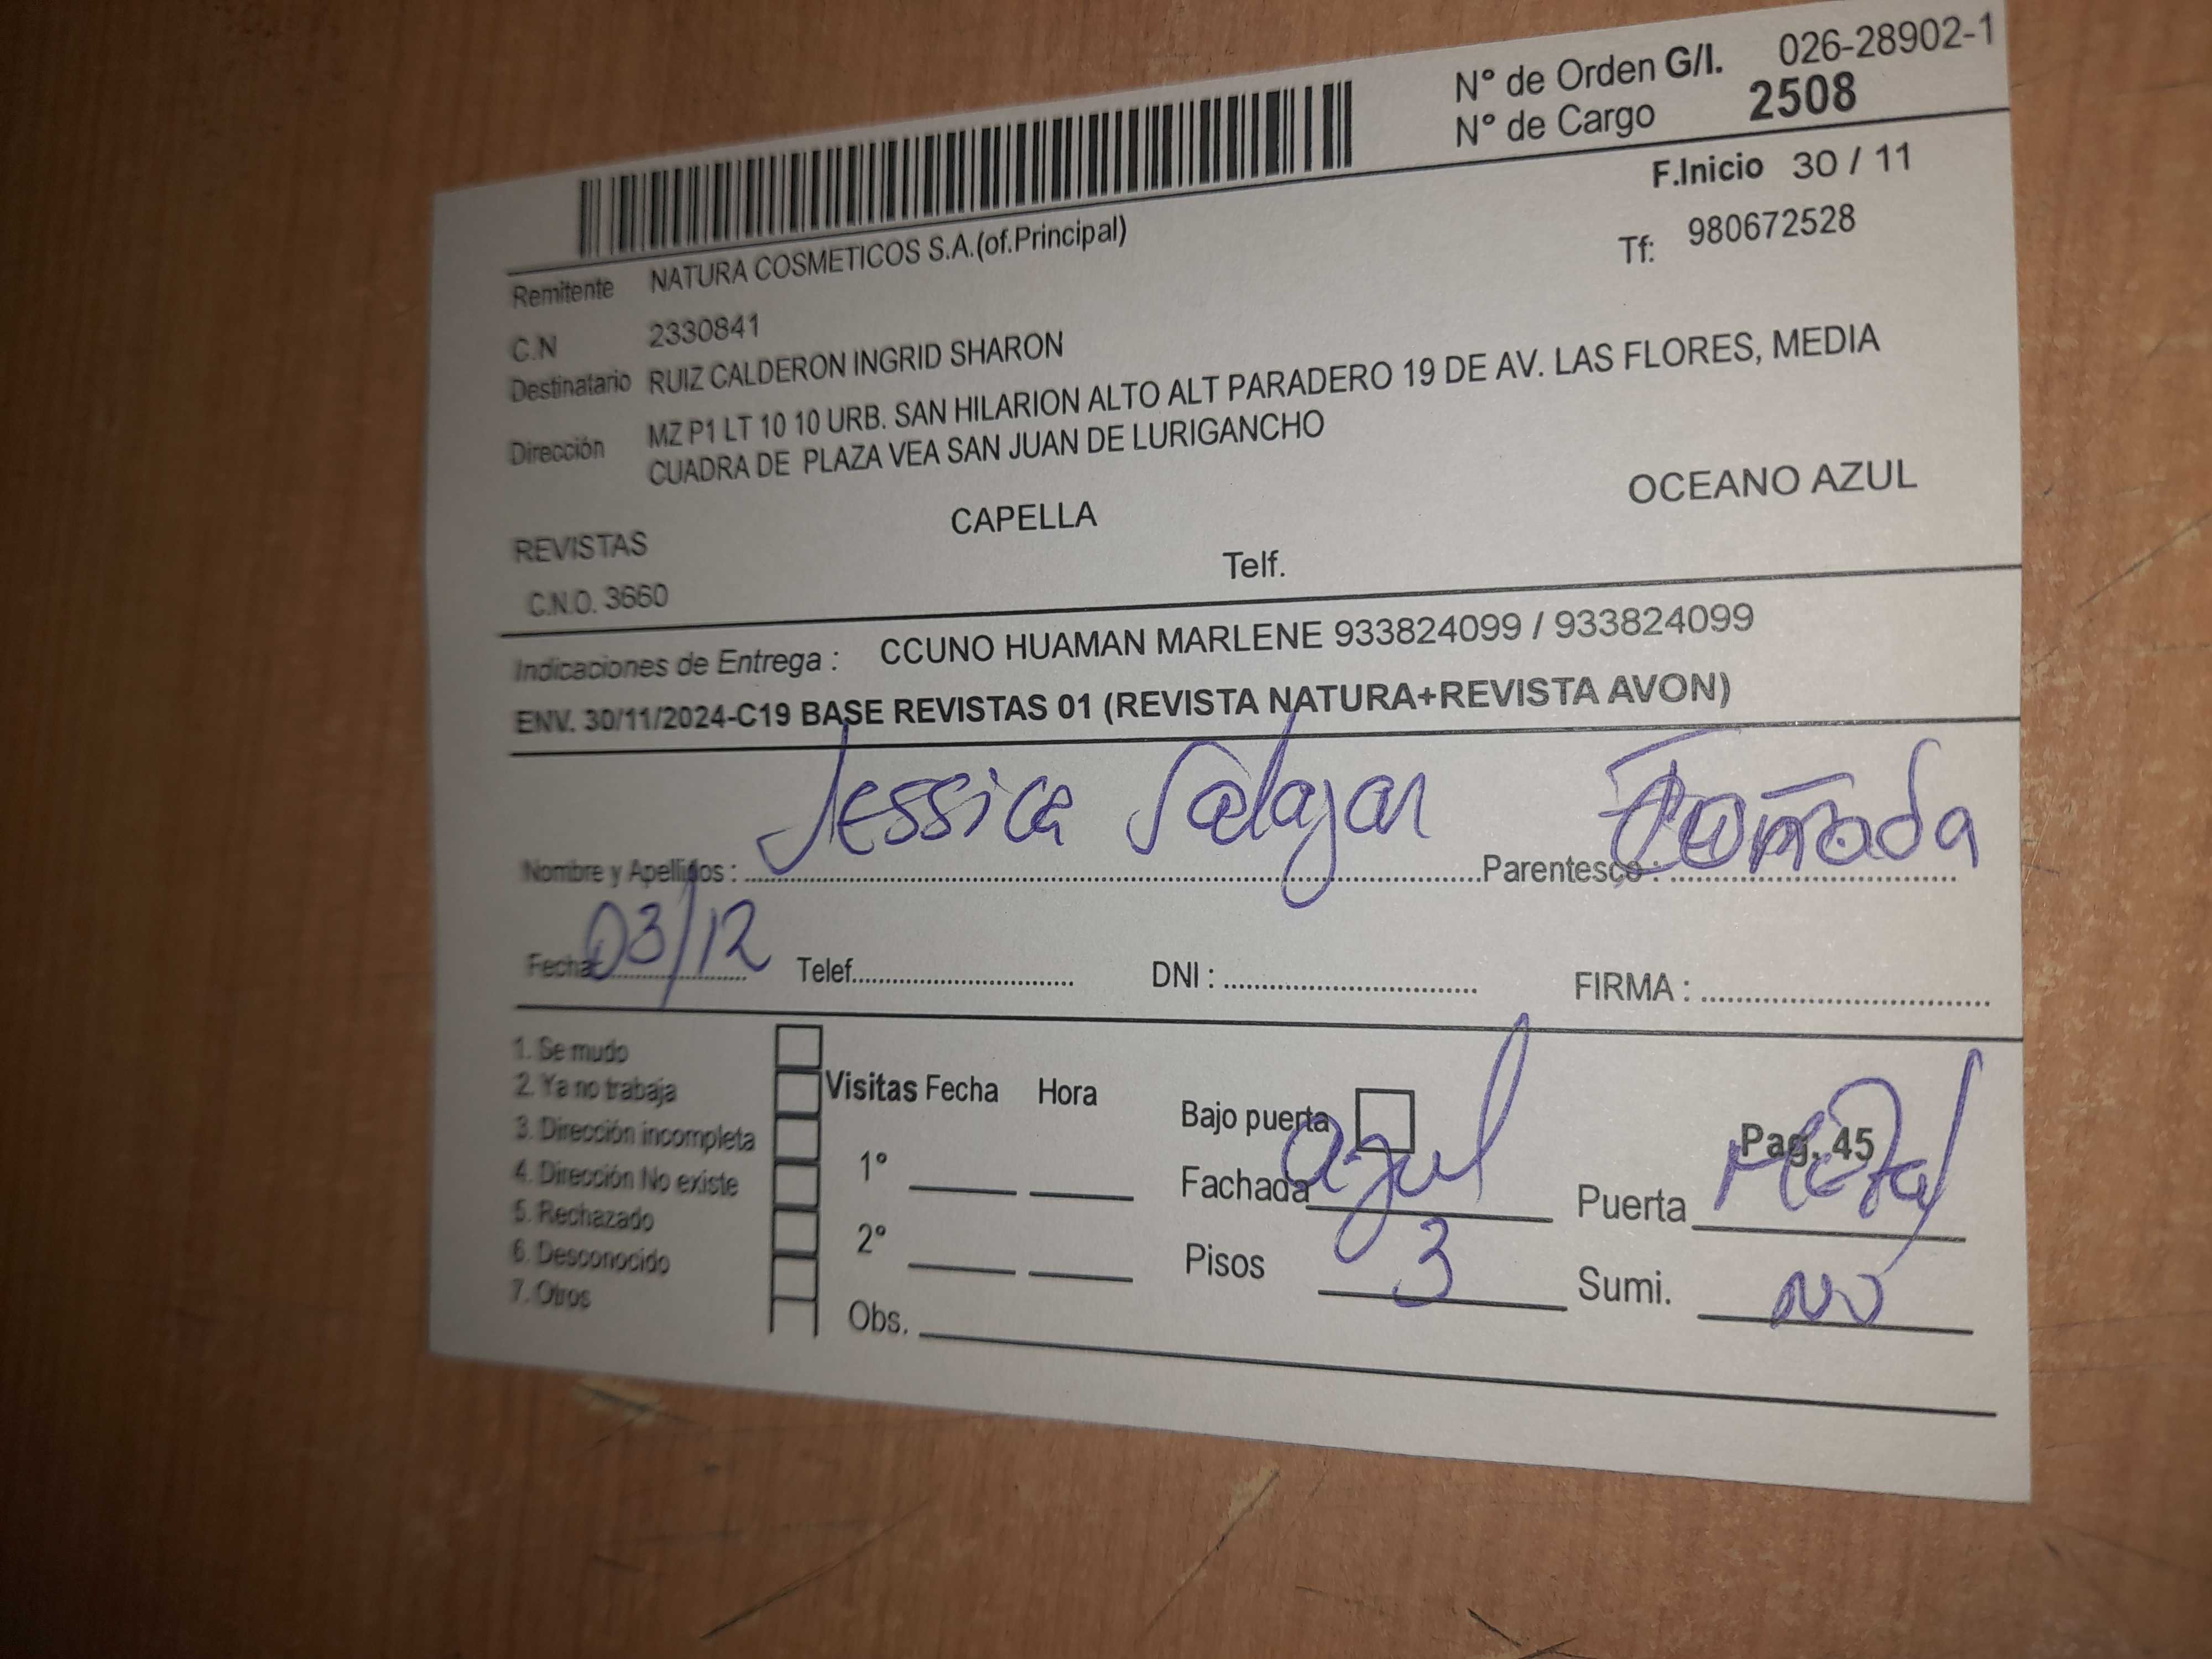 N° de Orden G/I. 026-28902-1
N° de Cargo 2508
F.Inicio 30 / 11
Remitente NATURA COSMETICOS S.A.(of.Principal)
Tf: 980672528
C.N 2330841
Destinatario RUIZ CALDERON INGRID SHARON
Dirección MZ P1 LT 10 10 URB. SAN HILARION ALTO ALT PARADERO 19 DE AV. LAS FLORES, MEDIA
CUADRA DE PLAZA VEA SAN JUAN DE LURIGANCHO
REVISTAS CAPELLA OCEANO AZUL
C.N.O. 3660 Telf.
Indicaciones de Entrega : CCUNO HUAMAN MARLENE 933824099 / 933824099
ENV. 30/11/2024-C19 BASE REVISTAS 01 (REVISTA NATURA+REVISTA AVON)
Nombre y Apellidos : Jessica Salazar Parentesco :
Fecha: 03/12 Telef. DNI : FIRMA :
1. Se mudo
2. Ya no trabaja
3. Dirección incompleta
4. Dirección No existe
5. Rechazado
6. Desconocido
7. Otros
Visitas Fecha Hora
1°
2°
Obs.
Bajo puerta
Pag. 45
Fachada azul Puerta Metal
Pisos 3 Sumi. NO